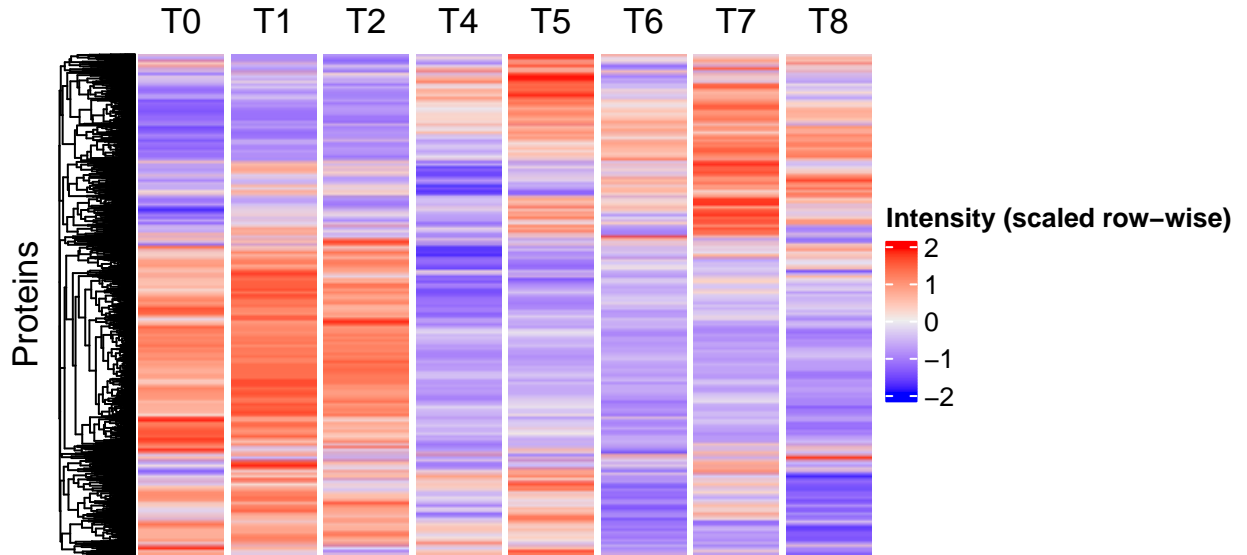 T0 T1 T2 T4 T5 T6 T7 T8
Proteins
Intensity (scaled row−wise)
2
1
0
−1
−2